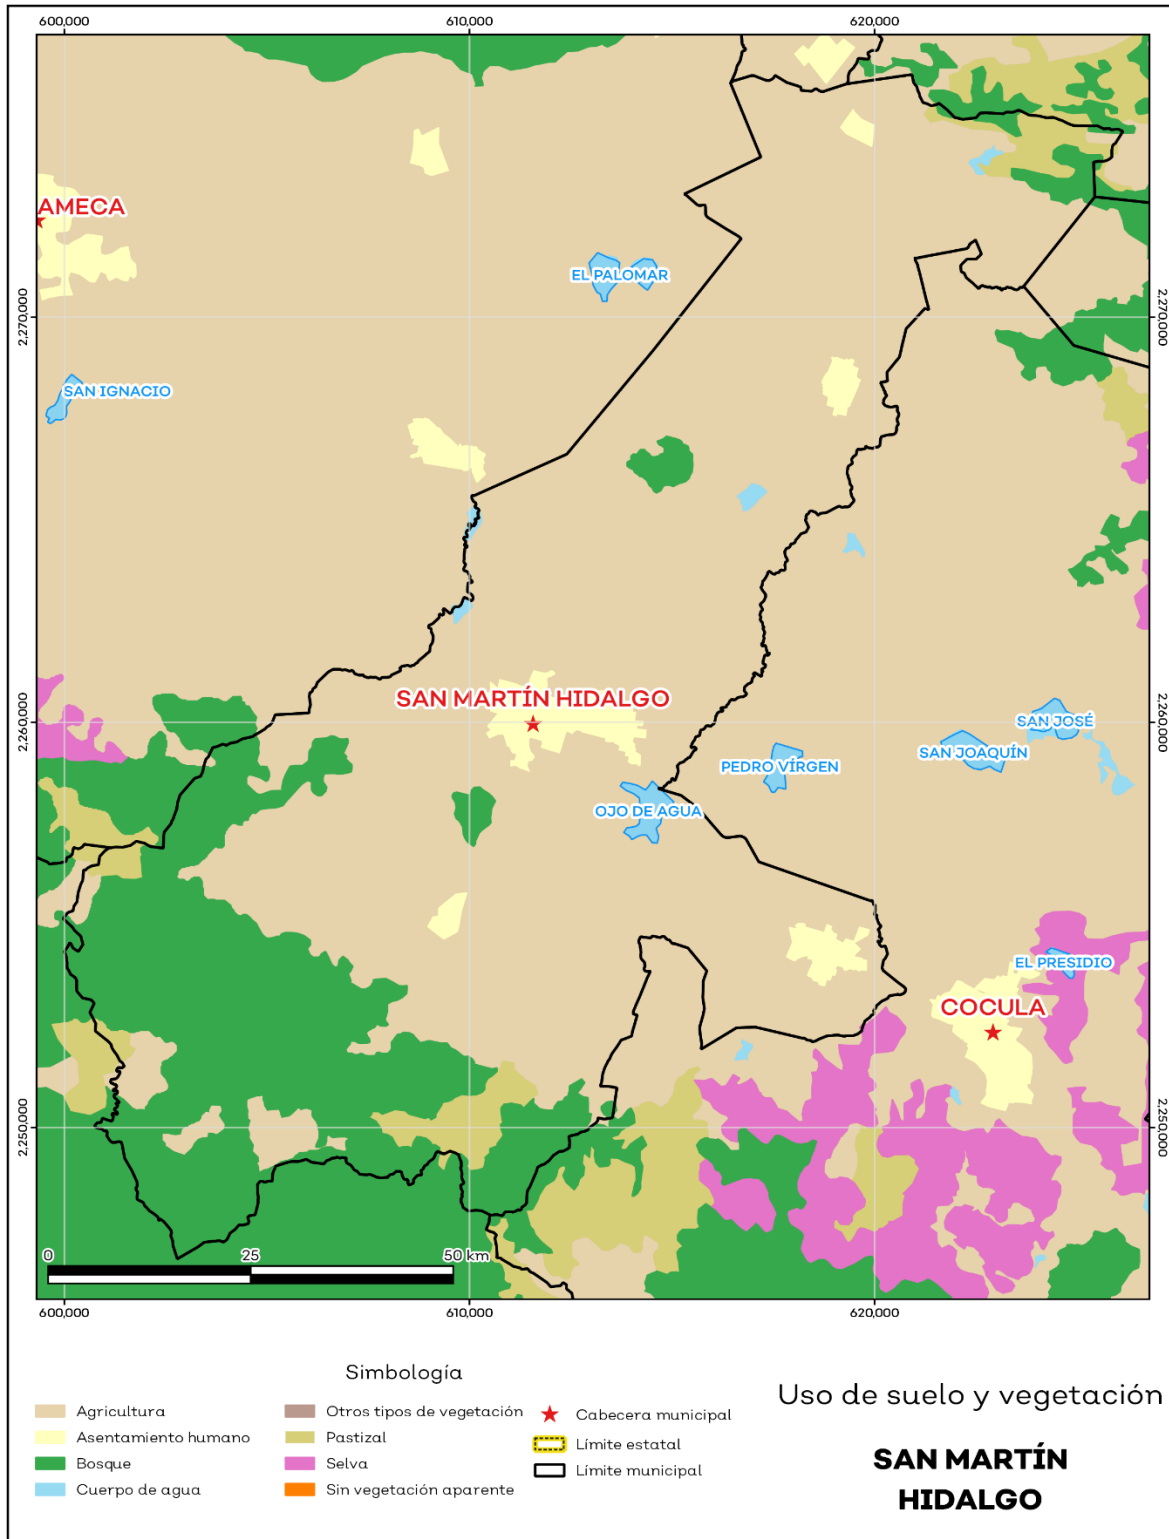 600,000 610,000 620,000
AMECA
EL PALOMAR
2,270,000 2,270,000
SAN IGNACIO
SAN MARTÍN HIDALGO
2,260,000 2,260,000
SAN JOSÉ
SAN JOAQUÍN
PEDRO VÍRGEN
OJO DE AGUA
EL PRESIDIO
COCULA
2,250,000 2,250,000
0 25 50 km
600,000 610,000 620,000
Simbología
Agricultura
Asentamiento humano
Bosque
Cuerpo de agua
Otros tipos de vegetación
Pastizal
Selva
Sin vegetación aparente
Cabecera municipal
Límite estatal
Límite municipal
Uso de suelo y vegetación
SAN MARTÍN
HIDALGO